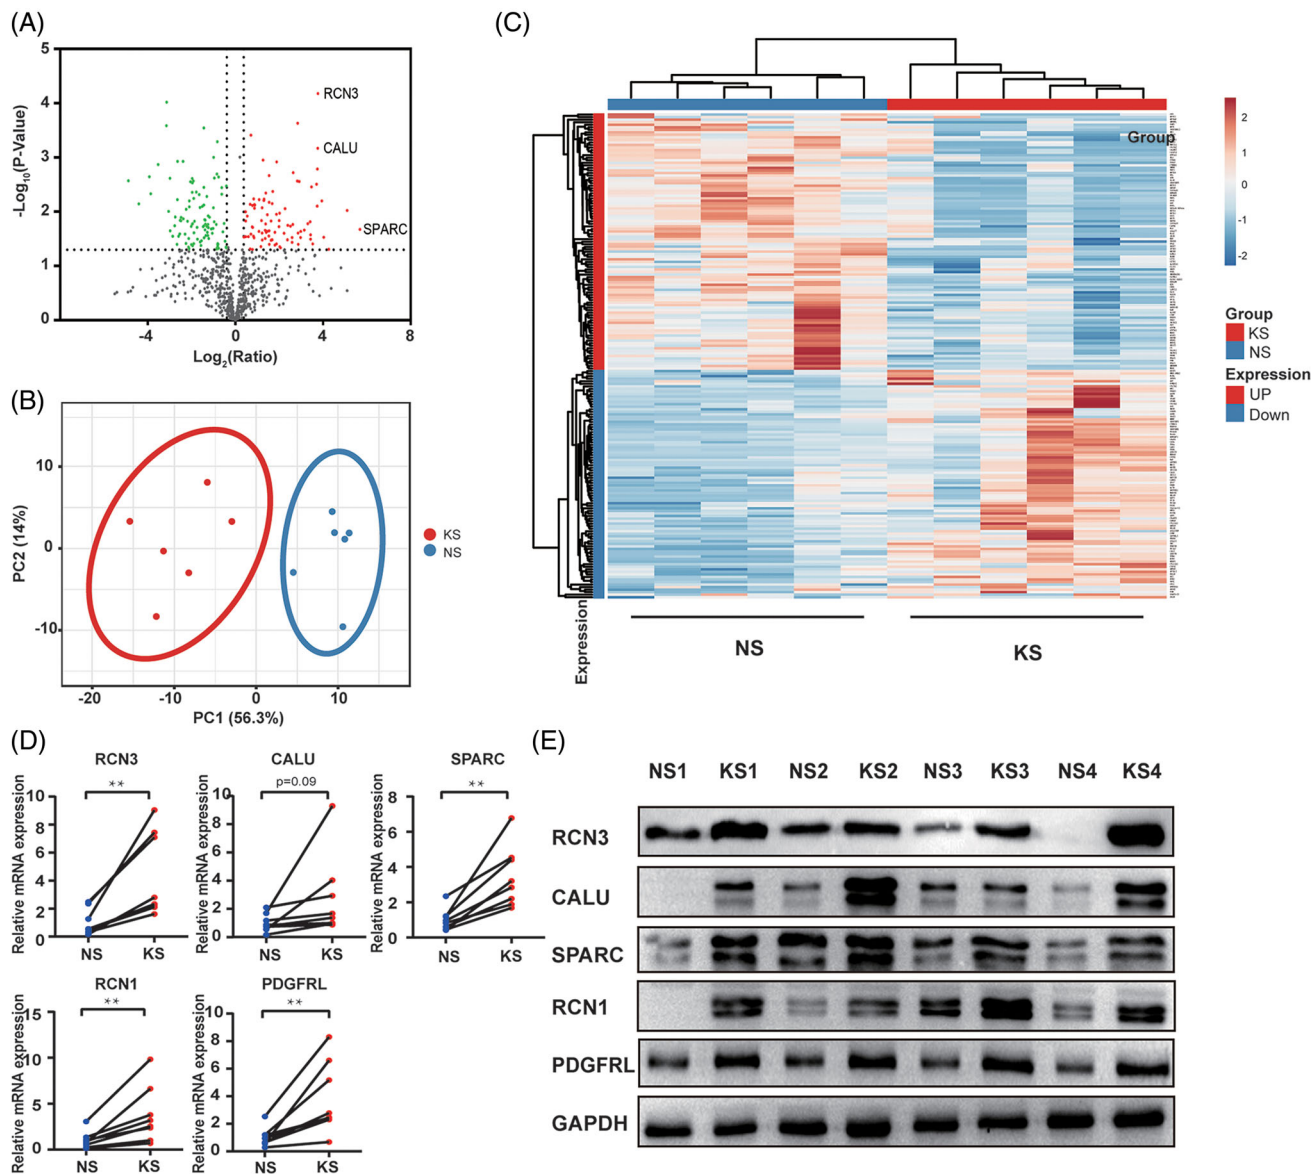 (A)
5
4
3
2
1
0
-Log10(P-Value)
-4
0
4
8
Log2(Ratio)
RCN3
CALU
SPARC
(B)
10
0
-10
PC2 (14%)
-20
-10
0
10
PC1 (56.3%)
KS
NS
(C)
Group
Expression
NS
KS
2
1
0
-1
-2
Group
KS
NS
Expression
UP
Down
(D)
RCN3
**
Relative mRNA expression
10
8
6
4
2
0
NS
KS
CALU
p=0.09
Relative mRNA expression
10
8
6
4
2
0
NS
KS
SPARC
**
Relative mRNA expression
8
6
4
2
0
NS
KS
RCN1
**
Relative mRNA expression
15
10
5
0
NS
KS
PDGFRL
**
Relative mRNA expression
10
8
6
4
2
0
NS
KS
(E)
NS1 KS1 NS2 KS2 NS3 KS3 NS4 KS4
RCN3
CALU
SPARC
RCN1
PDGFRL
GAPDH